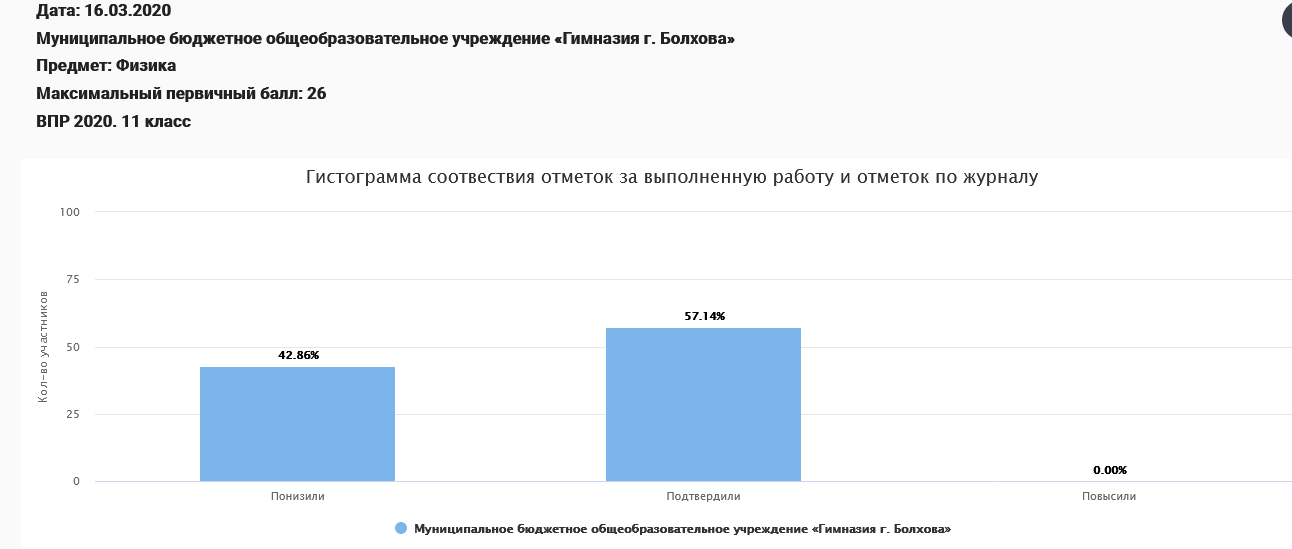 Дата: 16.03.2020
Муниципальное бюджетное общеобразовательное учреждение «Гимназия г. Болхова»
Предмет: Физика
Максимальный первичный балл: 26
ВПР 2020. 11 класс
Гистограмма соотвествия отметок за выполненную работу и отметок по журналу
100
75
50
25
0
Кол-во участников
42.86%
57.14%
0.00%
Понизили
Подтвердили
Повысили
Муниципальное бюджетное общеобразовательное учреждение «Гимназия г. Болхова»